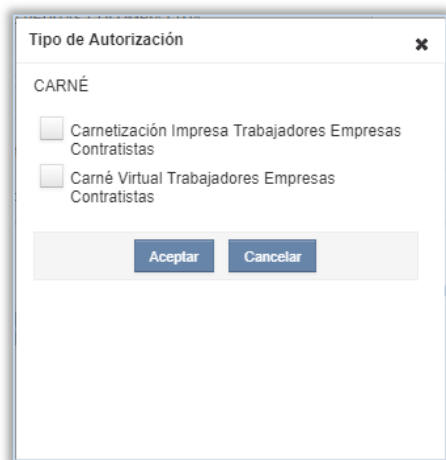 Tipo de Autorización
CARNÉ
Carnetización Impresa Trabajadores Empresas
Contratistas
Carné Virtual Trabajadores Empresas
Contratistas
Aceptar Cancelar